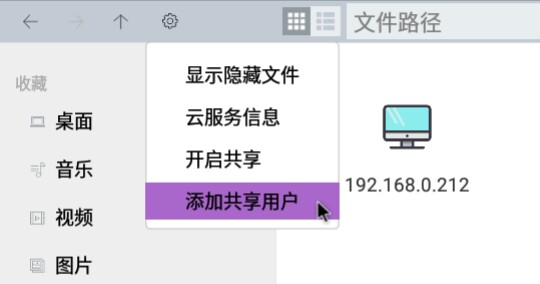 文件路径
收藏
桌面
音乐
视频
图片
显示隐藏文件
云服务信息
开启共享
添加共享用户
192.168.0.212